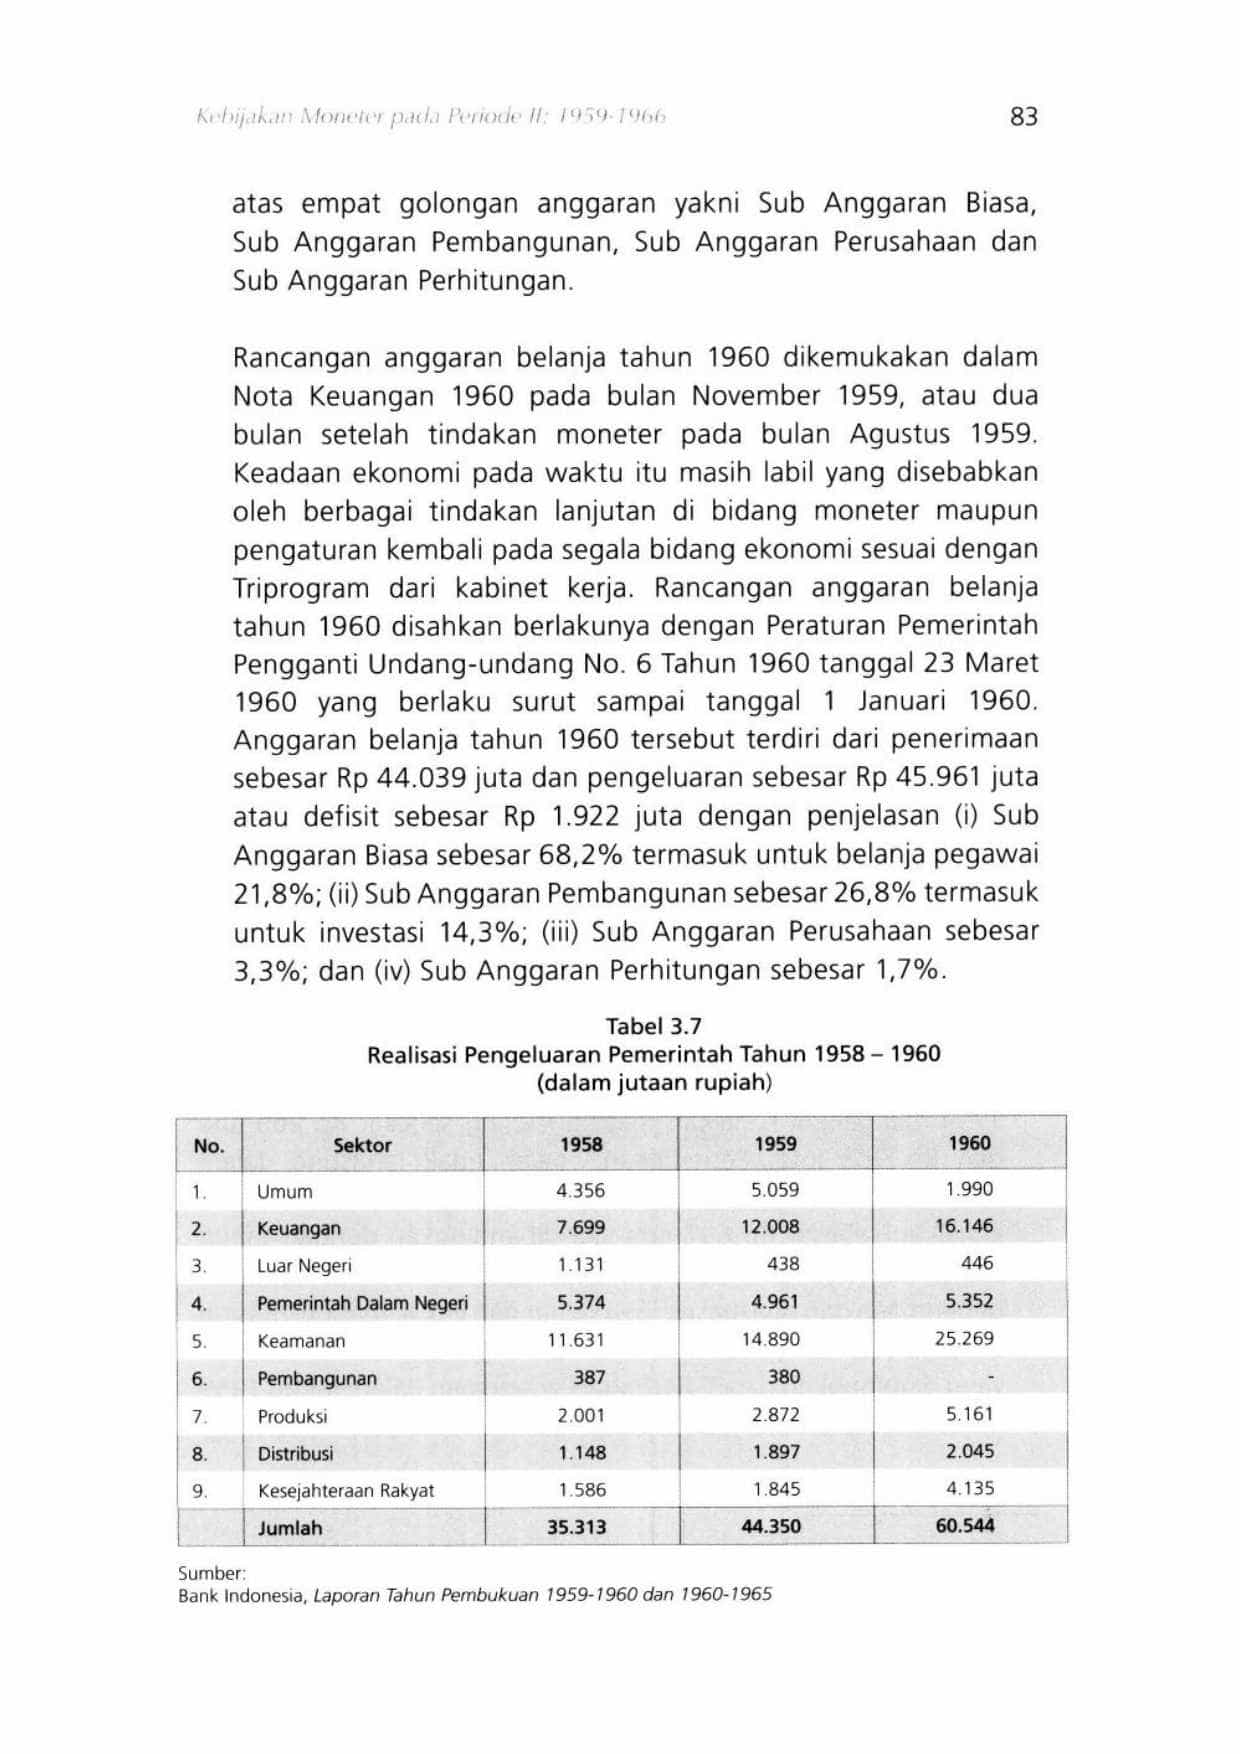 Kebijakan Moneter pada Periode II: 1959-1966 83
atas empat golongan anggaran yakni Sub Anggaran Biasa,
Sub Anggaran Pembangunan, Sub Anggaran Perusahaan dan
Sub Anggaran Perhitungan.
Rancangan anggaran belanja tahun 1960 dikemukakan dalam
Nota Keuangan 1960 pada bulan November 1959, atau dua
bulan setelah tindakan moneter pada bulan Agustus 1959.
Keadaan ekonomi pada waktu itu masih labil yang disebabkan
oleh berbagai tindakan lanjutan di bidang moneter maupun
pengaturan kembali pada segala bidang ekonomi sesuai dengan
Triprogram dari kabinet kerja. Rancangan anggaran belanja
tahun 1960 disahkan berlakunya dengan Peraturan Pemerintah
Pengganti Undang-undang No. 6 Tahun 1960 tanggal 23 Maret
1960 yang berlaku surut sampai tanggal 1 Januari 1960.
Anggaran belanja tahun 1960 tersebut terdiri dari penerimaan
sebesar Rp 44.039 juta dan pengeluaran sebesar Rp 45.961 juta
atau defisit sebesar Rp 1.922 juta dengan penjelasan (i) Sub
Anggaran Biasa sebesar 68,2% termasuk untuk belanja pegawai
21,8%; (ii) Sub Anggaran Pembangunan sebesar 26,8% termasuk
untuk investasi 14,3%; (iii) Sub Anggaran Perusahaan sebesar
3,3%; dan (iv) Sub Anggaran Perhitungan sebesar 1,7%.
Tabel 3.7
Realisasi Pengeluaran Pemerintah Tahun 1958 – 1960
(dalam jutaan rupiah)
No. Sektor 1958 1959 1960
1. Umum 4.356 5.059 1.990
2. Keuangan 7.699 12.008 16.146
3. Luar Negeri 1.131 438 446
4. Pemerintah Dalam Negeri 5.374 4.961 5.352
5. Keamanan 11.631 14.890 25.269
6. Pembangunan 387 380 -
7. Produksi 2.001 2.872 5.161
8. Distribusi 1.148 1.897 2.045
9. Kesejahteraan Rakyat 1.586 1.845 4.135
Jumlah 35.313 44.350 60.544
Sumber:
Bank Indonesia, Laporan Tahun Pembukuan 1959-1960 dan 1960-1965